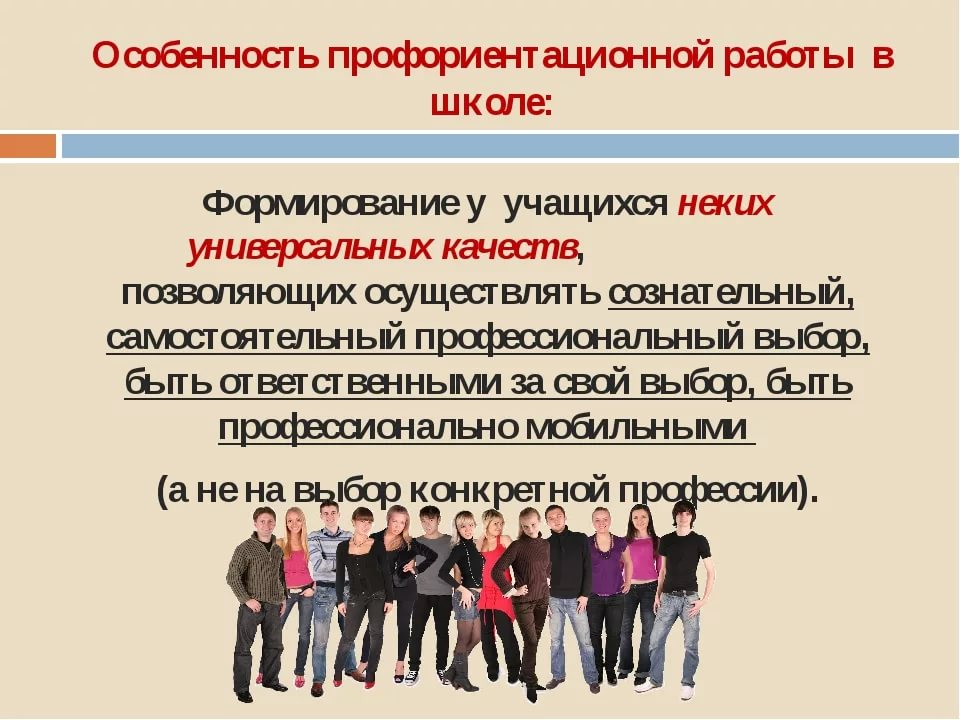 Особенность профориентационной работы в
школе:
Формирование у учащихся неких
универсальных качеств,
позволяющих осуществлять сознательный,
самостоятельный профессиональный выбор,
быть ответственными за свой выбор, быть
профессионально мобильными
(а не на выбор конкретной профессии).